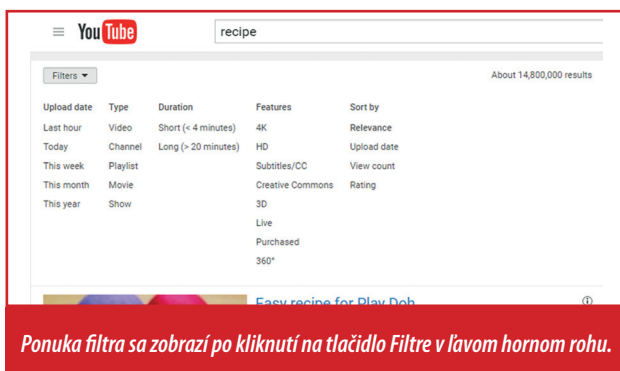 YouTube
recipe
Filters
About 14,800,000 results
Upload date Type Duration Features Sort by
Last hour Video Short (< 4 minutes) 4K Relevance
Today Channel Long (> 20 minutes) HD Upload date
This week Playlist Subtitles/CC View count
This month Movie Creative Commons Rating
This year Show 3D
Live
Purchased
360°
Easy recipe for Play Doh
Ponuka filtra sa zobrazí po kliknutí na tlačidlo Filtre v ľavom hornom rohu.